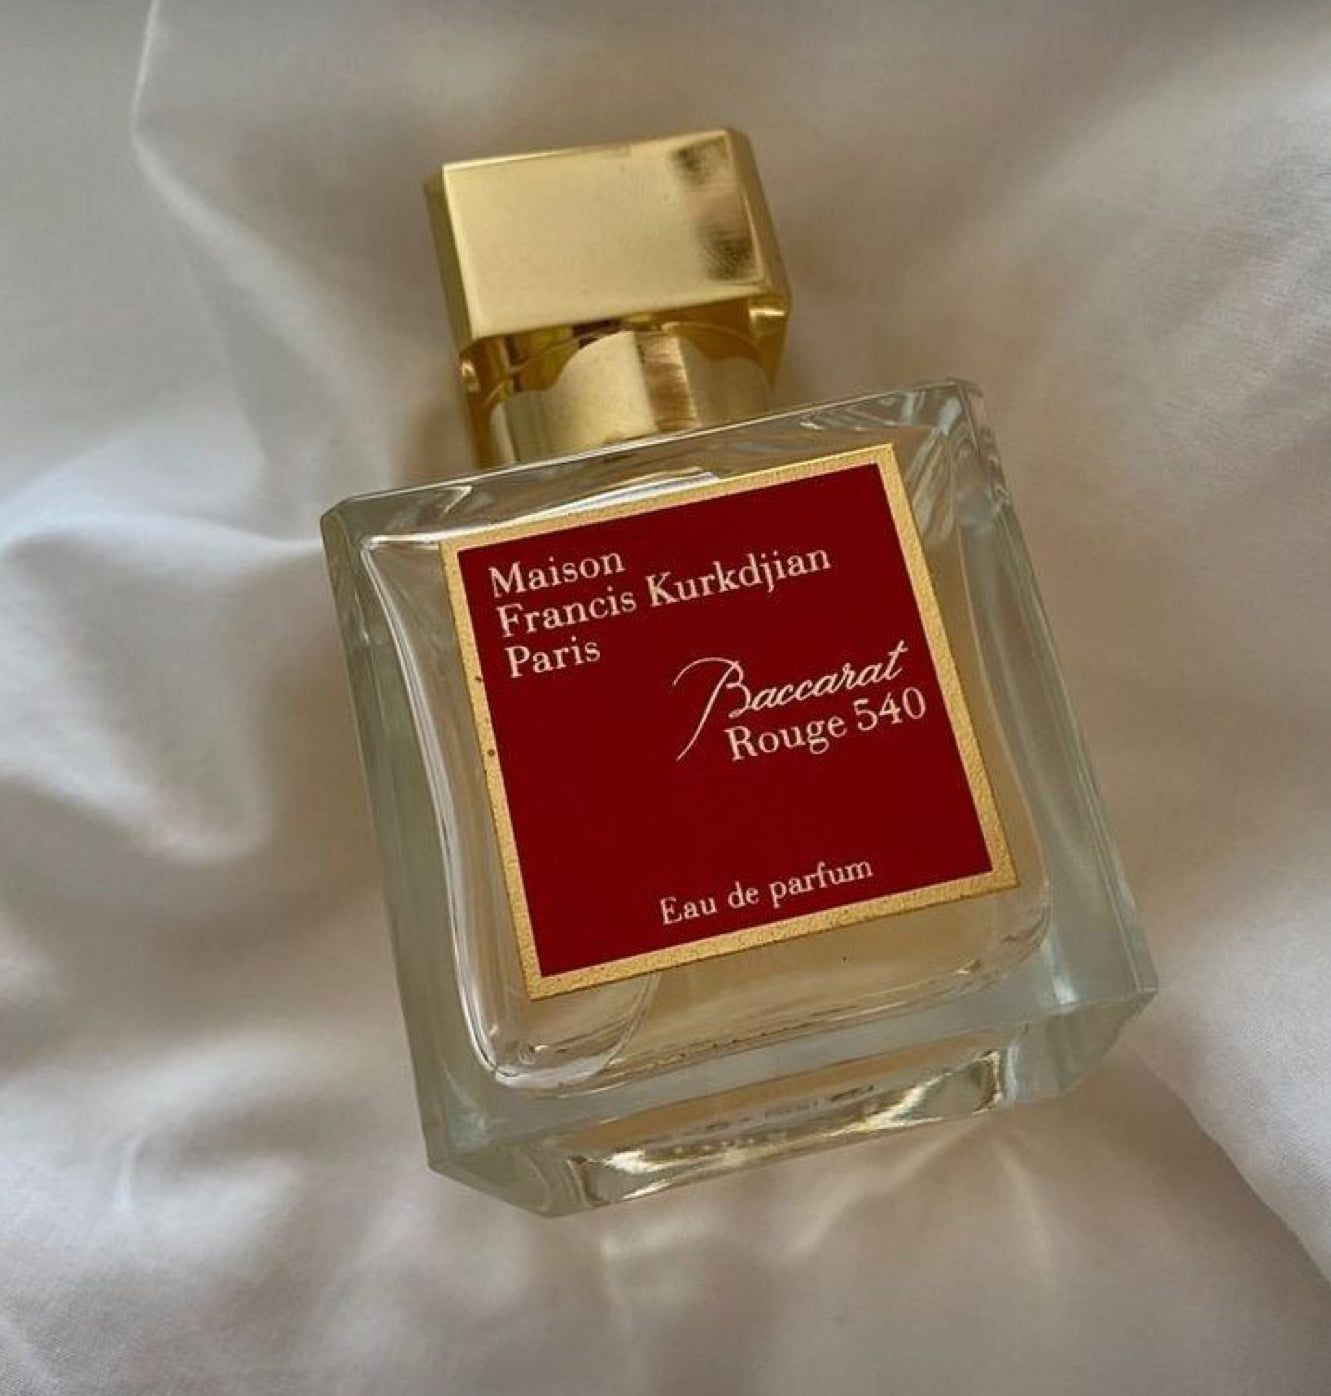 Maison
Francis Kurkdjian
Paris
Baccarat
Rouge 540
Eau de parfum